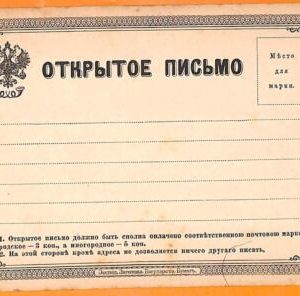 ОТКРЫТОЕ ПИСЬМО
Мѣсто
для
марки.
1. Открытое письмо должно быть сполна оплачено соотвѣтственною почтовою марк
родское—3 коп., а иногородное—5 коп.
2. На этой сторонѣ кромѣ адреса не дозволяется ничего другаго писать.